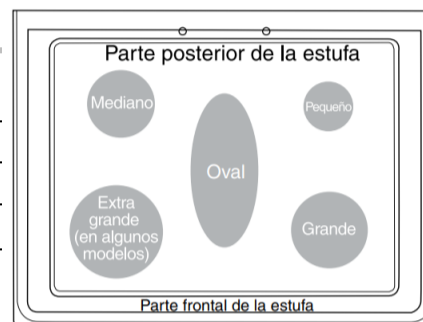 Parte posterior de la estufa
Mediano
Pequeño
Oval
Extra
grande
(en algunos
modelos)
Grande
Parte frontal de la estufa